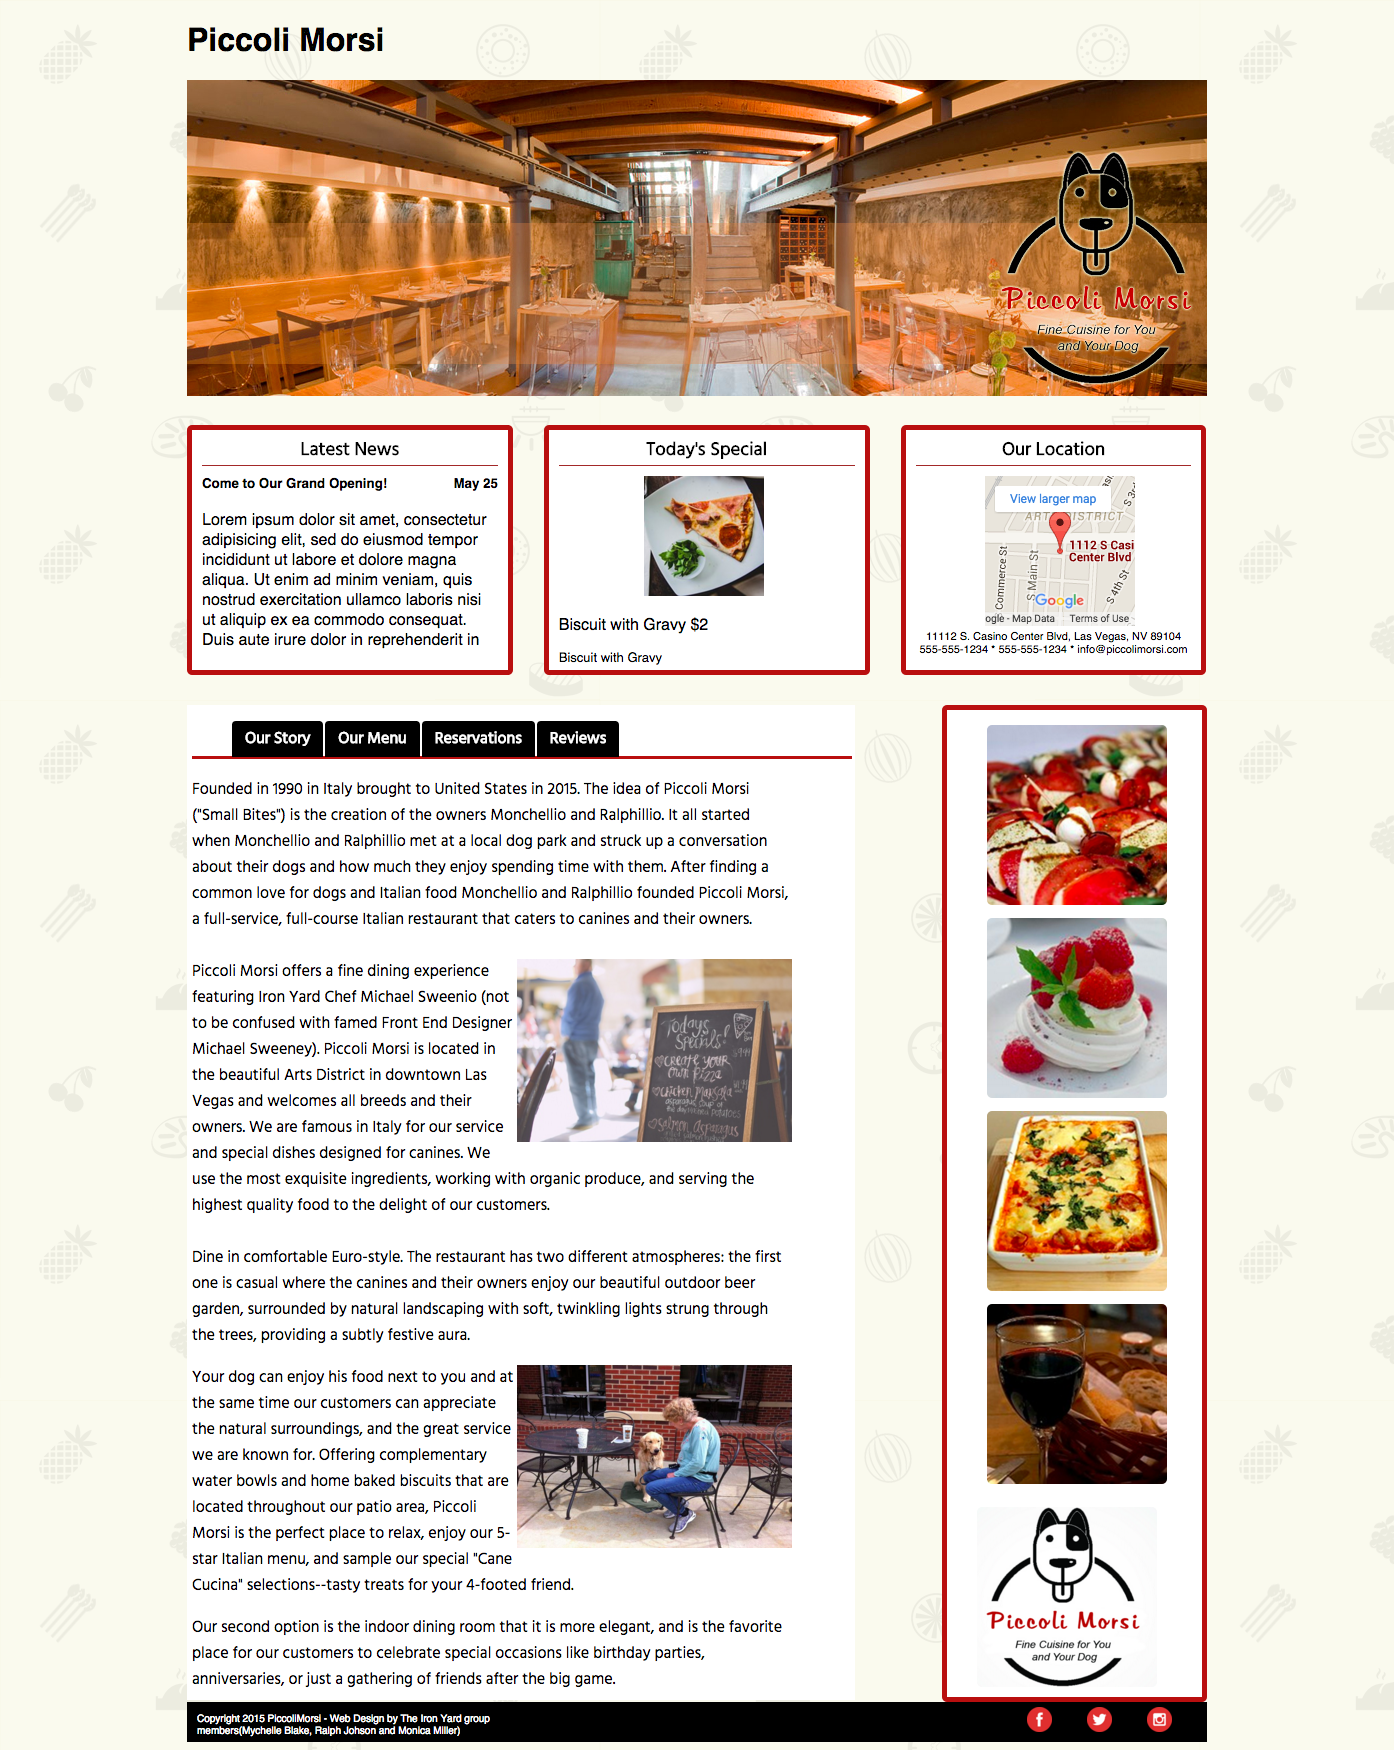 Piccoli Morsi
Piccoli Morsi
Fine Cuisine for You
and Your Dog
Latest News
Come to Our Grand Opening! May 25
Lorem ipsum dolor sit amet, consectetur
adipisicing elit, sed do eiusmod tempor
incididunt ut labore et dolore magna
aliqua. Ut enim ad minim veniam, quis
nostrud exercitation ullamco laboris nisi
ut aliquip ex ea commodo consequat.
Duis aute irure dolor in reprehenderit in
Today's Special
Biscuit with Gravy $2
Biscuit with Gravy
Our Location
View larger map
ARTS DISTRICT
1112 S Casi
Center Blvd
Commerce St
S Main St
S 4th St
S 3r
Google
ogle - Map Data Terms of Use
11112 S. Casino Center Blvd, Las Vegas, NV 89104
555-555-1234 * 555-555-1234 * info@piccolimorsi.com
Our Story Our Menu Reservations Reviews
Founded in 1990 in Italy brought to United States in 2015. The idea of Piccoli Morsi
("Small Bites") is the creation of the owners Monchellio and Ralphillio. It all started
when Monchellio and Ralphillio met at a local dog park and struck up a conversation
about their dogs and how much they enjoy spending time with them. After finding a
common love for dogs and Italian food Monchellio and Ralphillio founded Piccoli Morsi,
a full-service, full-course Italian restaurant that caters to canines and their owners.
Piccoli Morsi offers a fine dining experience
featuring Iron Yard Chef Michael Sweenio (not
to be confused with famed Front End Designer
Michael Sweeney). Piccoli Morsi is located in
the beautiful Arts District in downtown Las
Vegas and welcomes all breeds and their
owners. We are famous in Italy for our service
and special dishes designed for canines. We
use the most exquisite ingredients, working with organic produce, and serving the
highest quality food to the delight of our customers.
Todays
Specials!
Create your
own pizza
Chicken Marsala
Salmon Asparagus
Dine in comfortable Euro-style. The restaurant has two different atmospheres: the first
one is casual where the canines and their owners enjoy our beautiful outdoor beer
garden, surrounded by natural landscaping with soft, twinkling lights strung through
the trees, providing a subtly festive aura.
Your dog can enjoy his food next to you and at
the same time our customers can appreciate
the natural surroundings, and the great service
we are known for. Offering complementary
water bowls and home baked biscuits that are
located throughout our patio area, Piccoli
Morsi is the perfect place to relax, enjoy our 5-
star Italian menu, and sample our special "Cane
Cucina" selections--tasty treats for your 4-footed friend.
Our second option is the indoor dining room that it is more elegant, and is the favorite
place for our customers to celebrate special occasions like birthday parties,
anniversaries, or just a gathering of friends after the big game.
Piccoli Morsi
Fine Cuisine for You
and Your Dog
Copyright 2015 PiccoliMorsi - Web Design by The Iron Yard group
members(Mychelle Blake, Ralph Johson and Monica Miller)